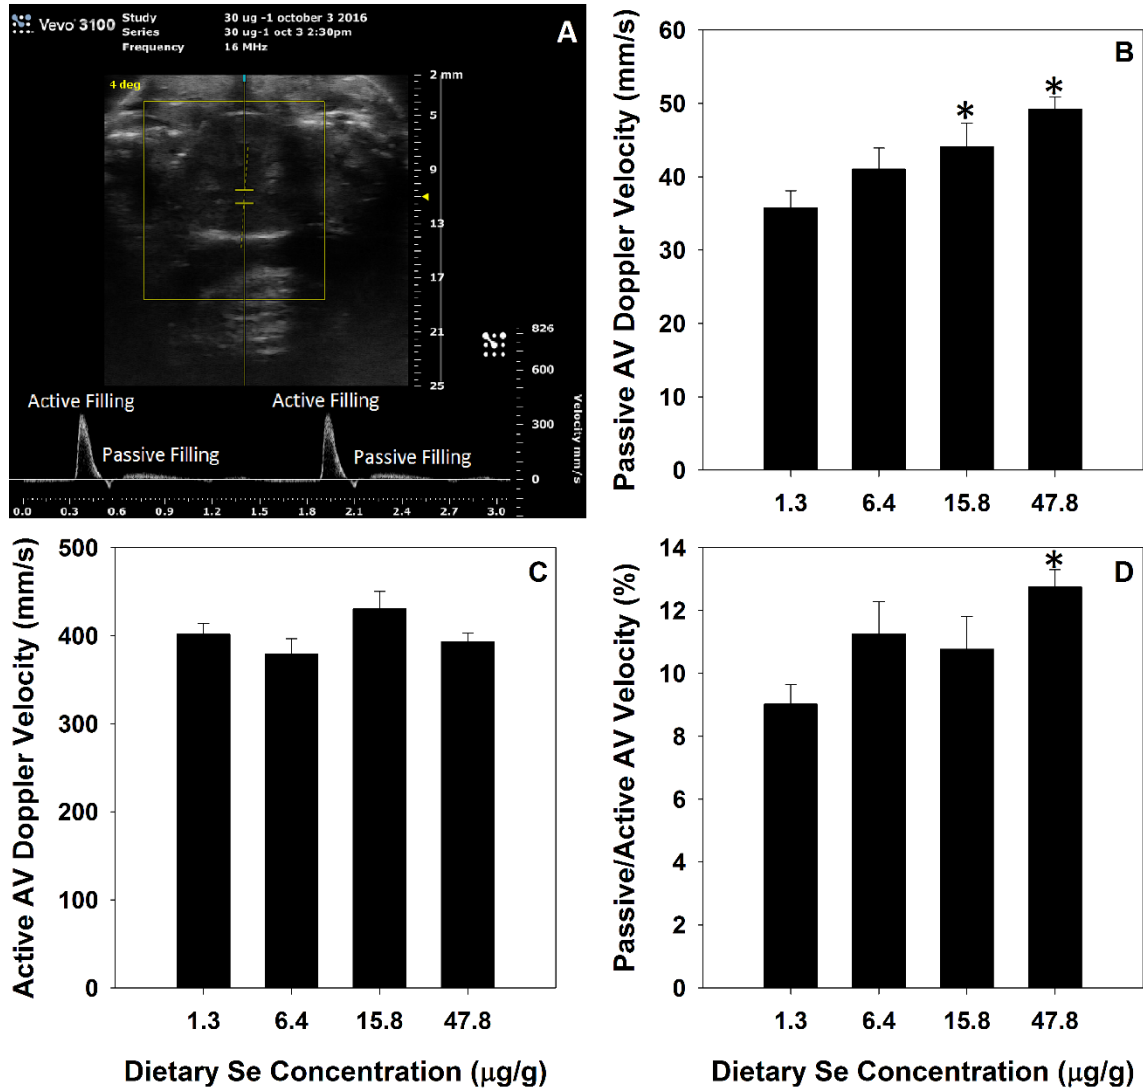 Vevo 3100
Study 30 ug -1 october 3 2016
Series 30 ug-1 oct 3 2:30pm
Frequency 16 MHz
A
4 deg
2 mm
5
9
13
17
21
25
826
600
300
0
Velocity mm/s
Active Filling
Active Filling
Passive Filling
Passive Filling
0.0 0.3 0.6 0.9 1.2 1.5 1.8 2.1 2.4 2.7 3.0
B
Passive AV Doppler Velocity (mm/s)
60
50
40
30
20
10
0
* *
1.3 6.4 15.8 47.8
C
Active AV Doppler Velocity (mm/s)
500
400
300
200
100
0
1.3 6.4 15.8 47.8
Dietary Se Concentration (µg/g)
D
Passive/Active AV Velocity (%)
14
12
10
8
6
4
2
0
*
1.3 6.4 15.8 47.8
Dietary Se Concentration (µg/g)